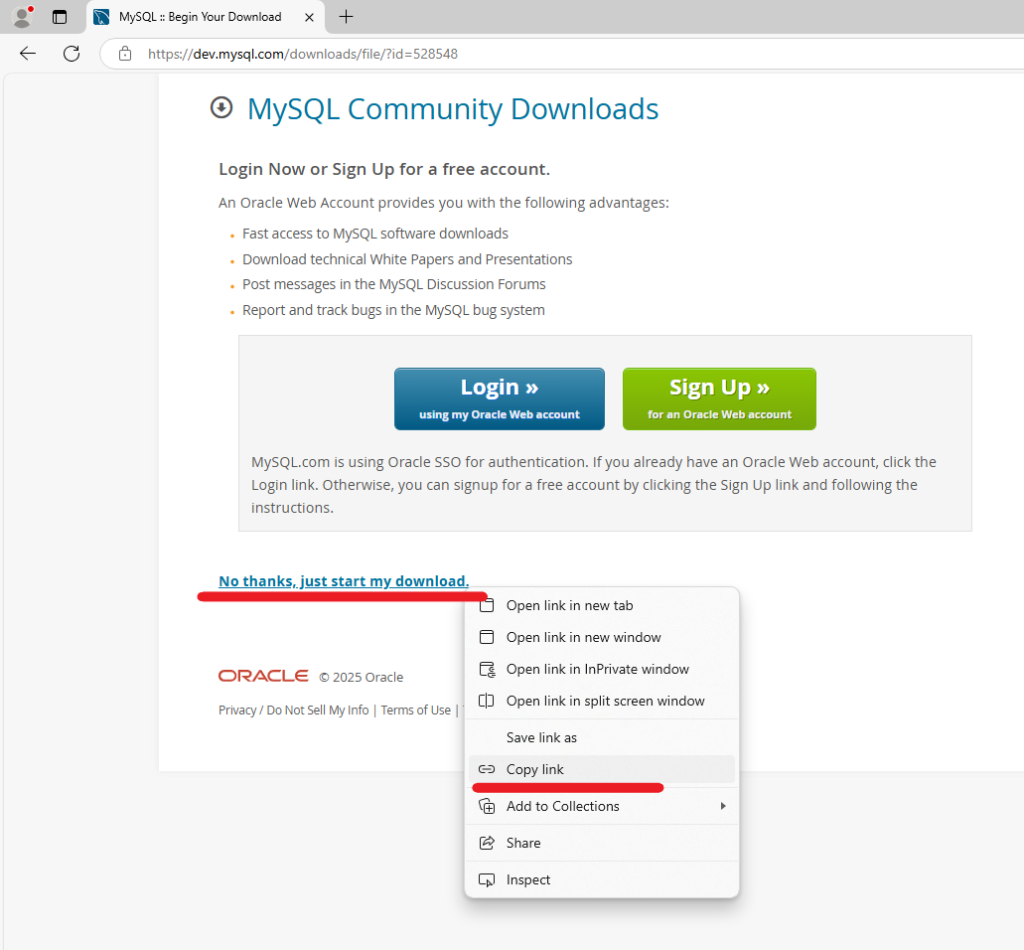 MySQL :: Begin Your Download
https://dev.mysql.com/downloads/file/?id=528548
MySQL Community Downloads
Login Now or Sign Up for a free account.
An Oracle Web Account provides you with the following advantages:
Fast access to MySQL software downloads
Download technical White Papers and Presentations
Post messages in the MySQL Discussion Forums
Report and track bugs in the MySQL bug system
Login »
using my Oracle Web account
Sign Up »
for an Oracle Web account
MySQL.com is using Oracle SSO for authentication. If you already have an Oracle Web account, click the
Login link. Otherwise, you can signup for a free account by clicking the Sign Up link and following the
instructions.
No thanks, just start my download.
Open link in new tab
Open link in new window
Open link in InPrivate window
Open link in split screen window
Save link as
Copy link
Add to Collections
Share
Inspect
ORACLE © 2025 Oracle
Privacy / Do Not Sell My Info | Terms of Use |